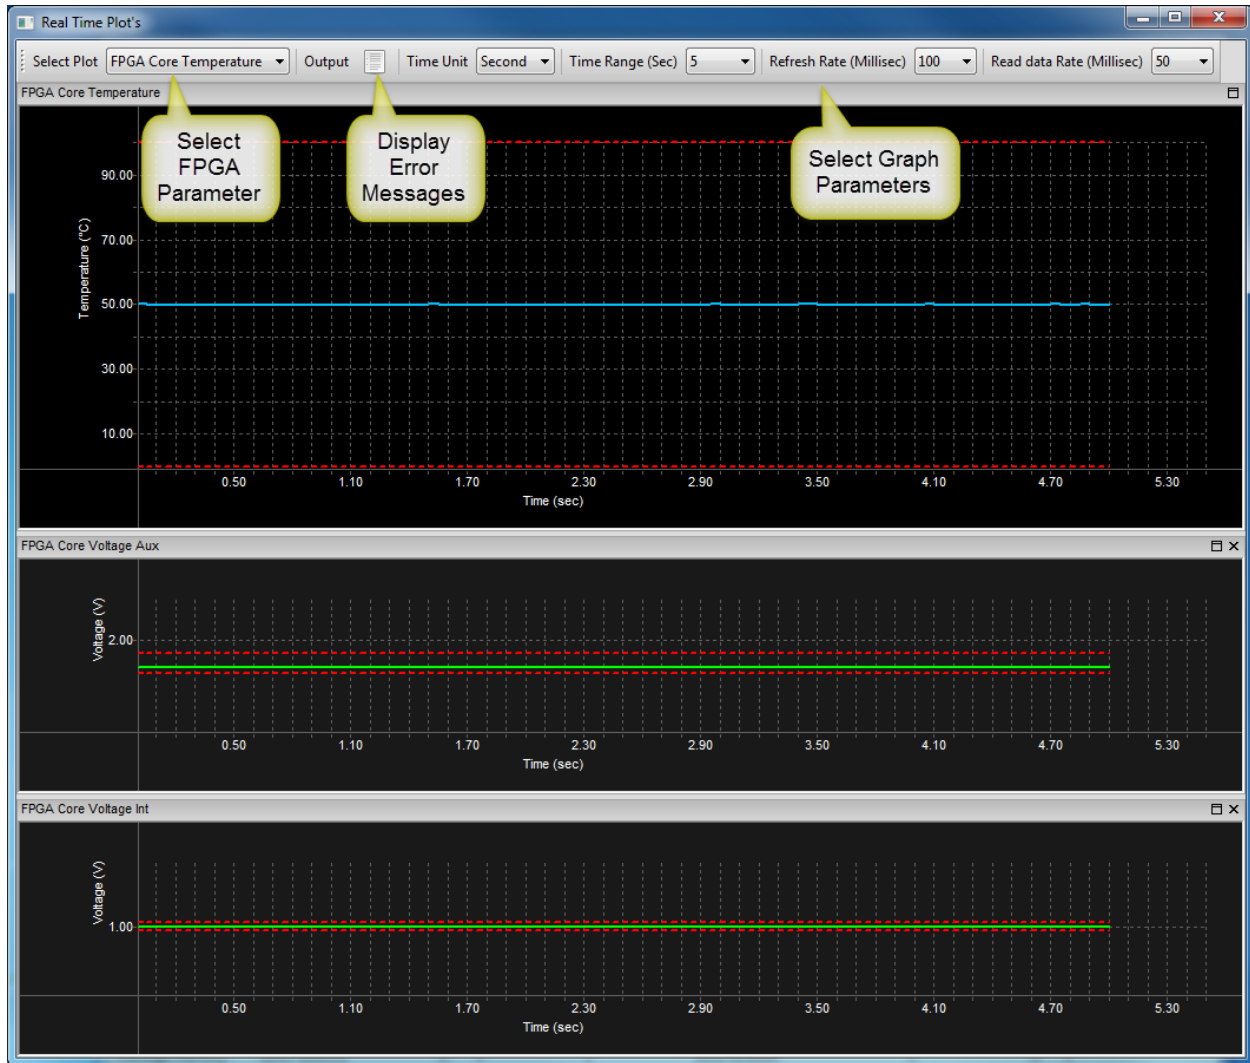 Real Time Plot's
Select Plot FPGA Core Temperature Output Time Unit Second Time Range (Sec) 5 Refresh Rate (Millisec) 100 Read data Rate (Millisec) 50
FPGA Core Temperature
Select
FPGA
Parameter
Display
Error
Messages
Select Graph
Parameters
Temperature (°C)
90.00
70.00
50.00
30.00
10.00
0.50 1.10 1.70 2.30 2.90 3.50 4.10 4.70 5.30
Time (sec)
FPGA Core Voltage Aux
Voltage (V)
2.00
0.50 1.10 1.70 2.30 2.90 3.50 4.10 4.70 5.30
Time (sec)
FPGA Core Voltage Int
Voltage (V)
1.00
0.50 1.10 1.70 2.30 2.90 3.50 4.10 4.70 5.30
Time (sec)